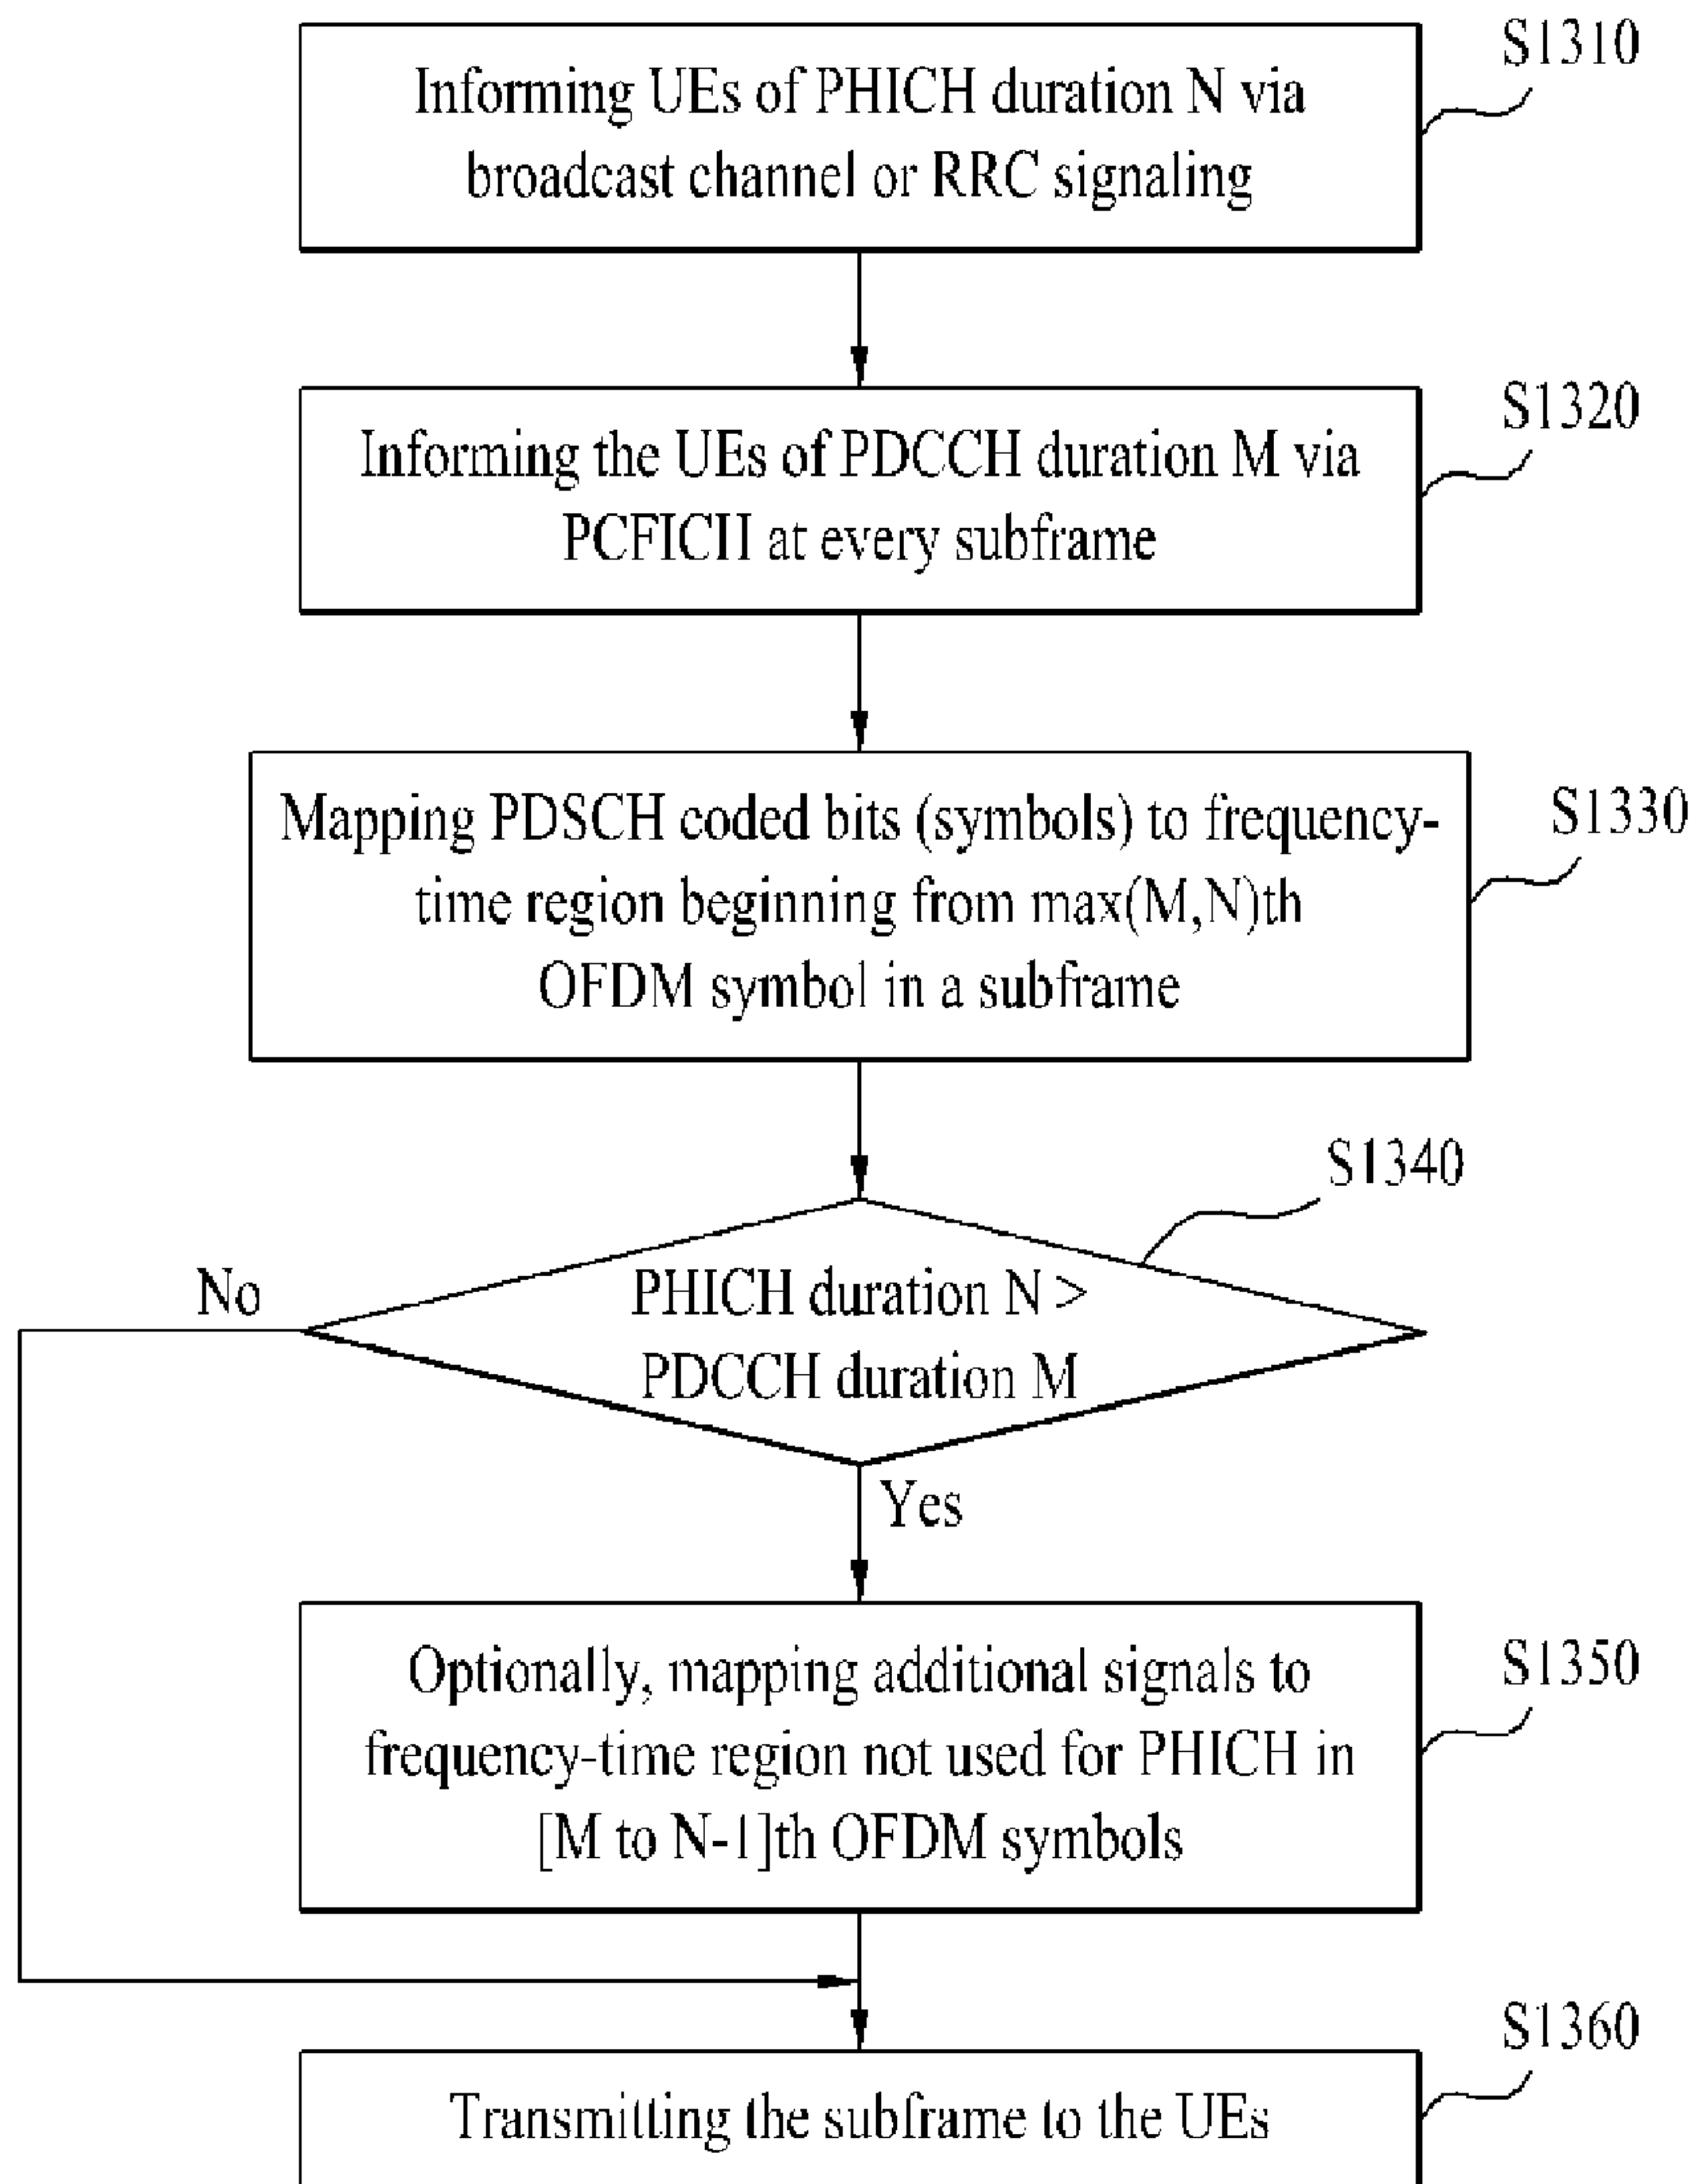 S1310
Informing UEs of PHICH duration N via
broadcast channel or RRC signaling
S1320
Informing the UEs of PDCCH duration M via
PCFICH at every subframe
S1330
Mapping PDSCH coded bits (symbols) to frequency-
time region beginning from max(M,N)th
OFDM symbol in a subframe
S1340
No
PHICH duration N >
PDCCH duration M
Yes
S1350
Optionally, mapping additional signals to
frequency-time region not used for PHICH in
[M to N-1]th OFDM symbols
S1360
Transmitting the subframe to the UEs